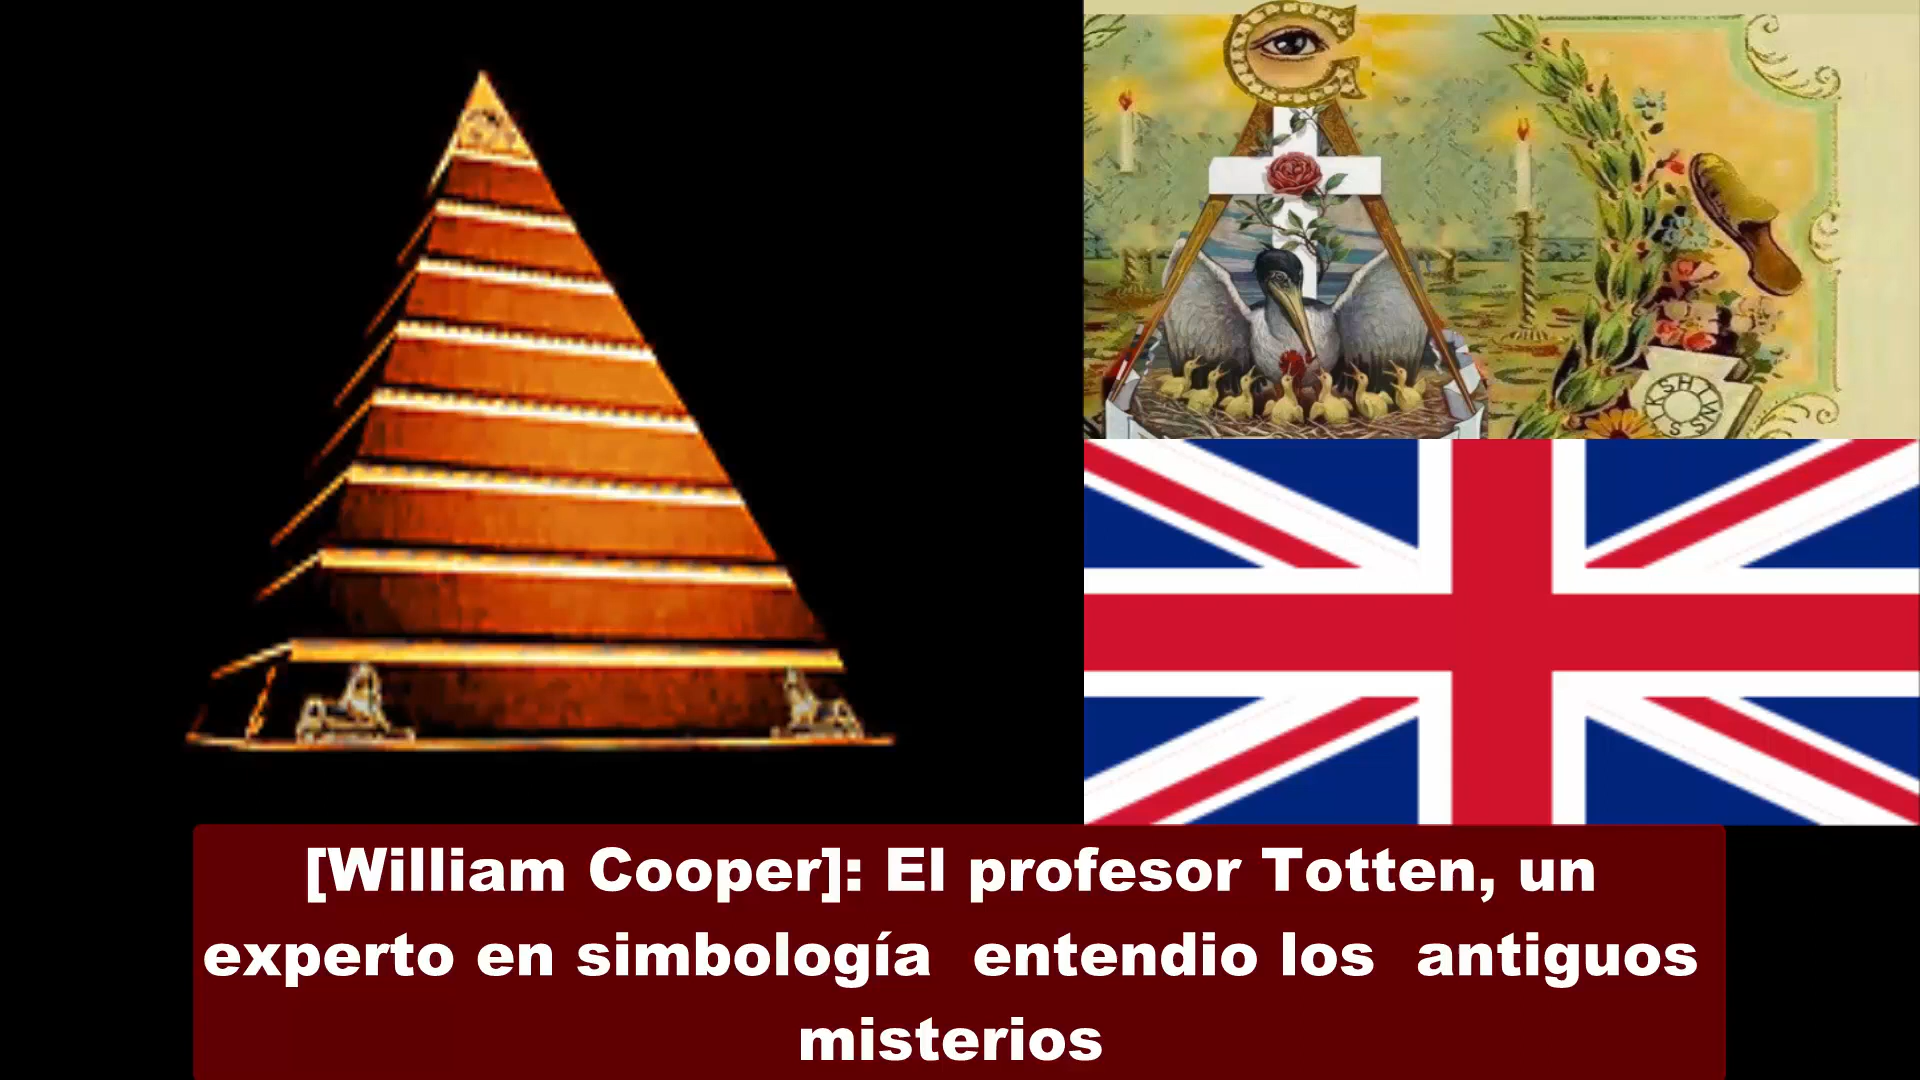 [William Cooper]: El profesor Totten, un
experto en simbología  entendio los  antiguos
misterios